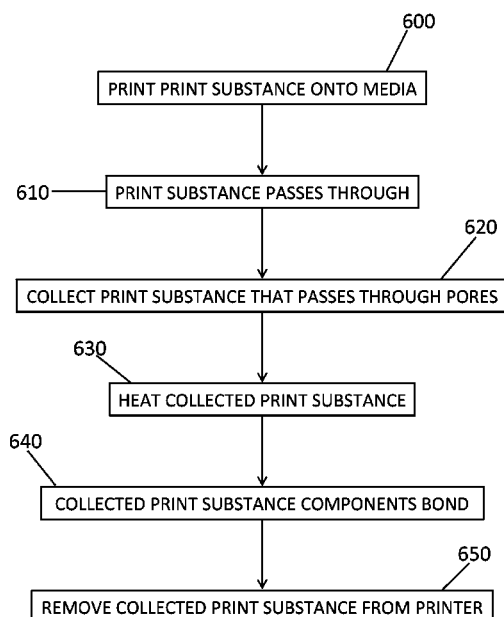 600
PRINT PRINT SUBSTANCE ONTO MEDIA
610
PRINT SUBSTANCE PASSES THROUGH
620
COLLECT PRINT SUBSTANCE THAT PASSES THROUGH PORES
630
HEAT COLLECTED PRINT SUBSTANCE
640
COLLECTED PRINT SUBSTANCE COMPONENTS BOND
650
REMOVE COLLECTED PRINT SUBSTANCE FROM PRINTER